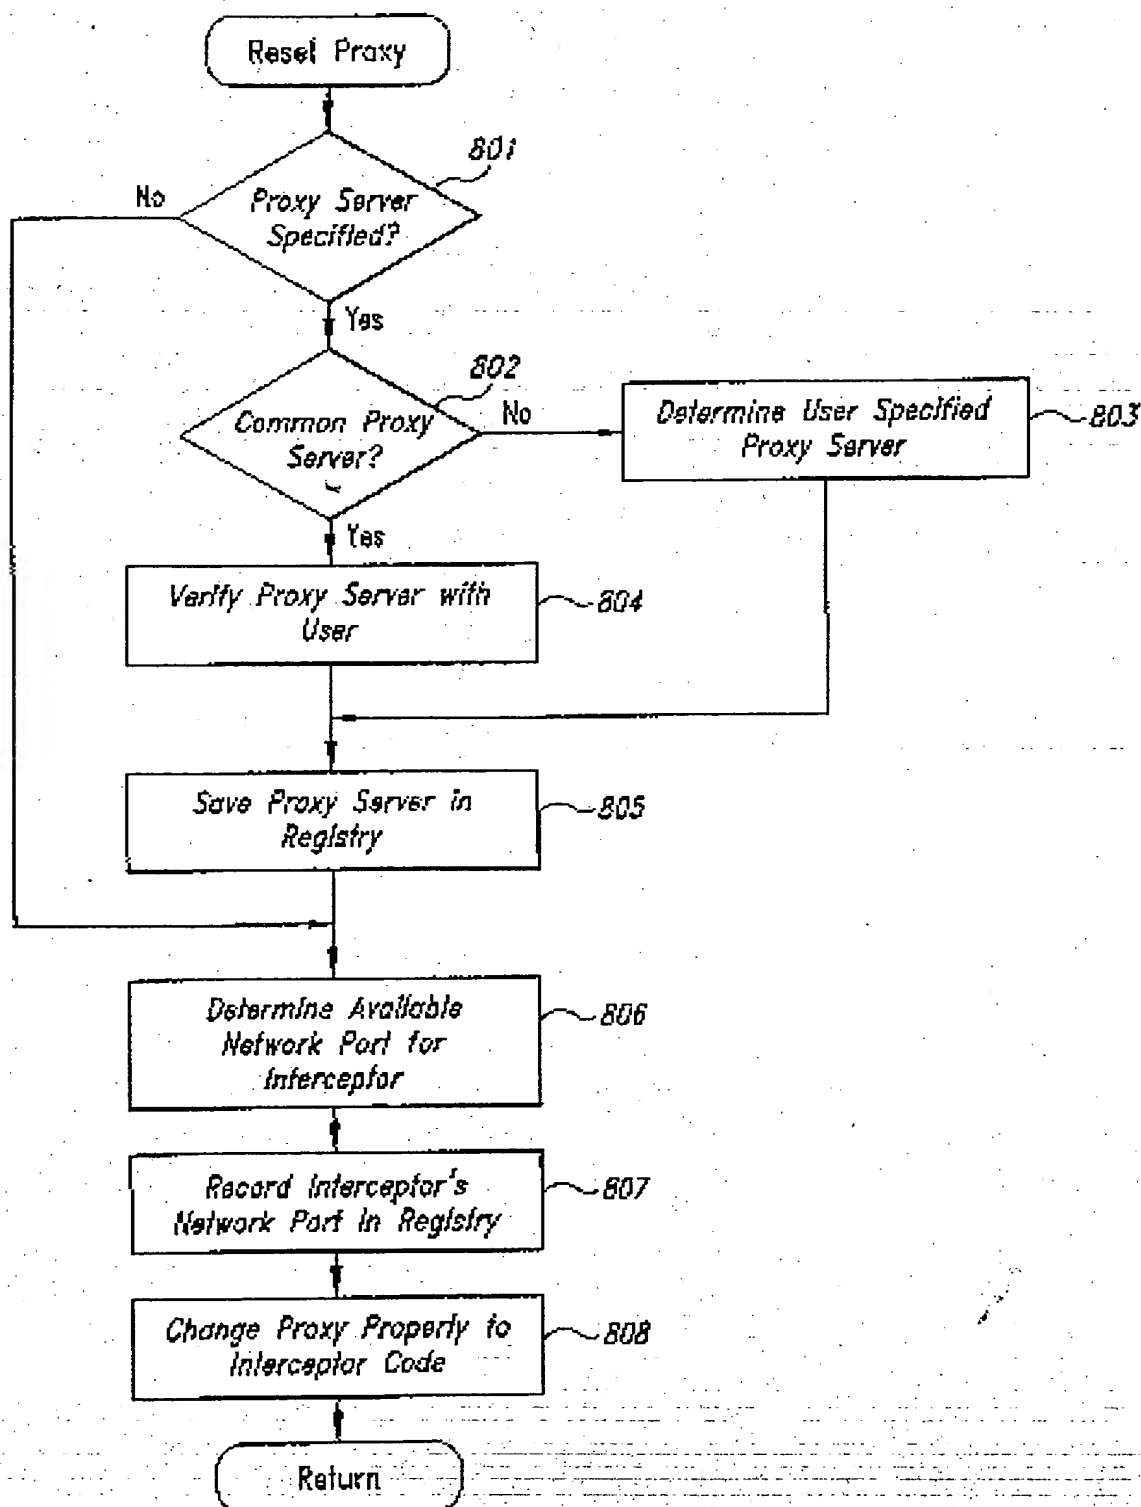 Reset Proxy
801
No
Proxy Server
Specified?
Yes
802
Common Proxy
Server?
No
Determine User Specified
Proxy Server
803
Yes
Verify Proxy Server with
User
804
Save Proxy Server in
Registry
805
Determine Available
Network Port for
Interceptor
806
Record Interceptor's
Network Port in Registry
807
Change Proxy Property to
Interceptor Code
808
Return